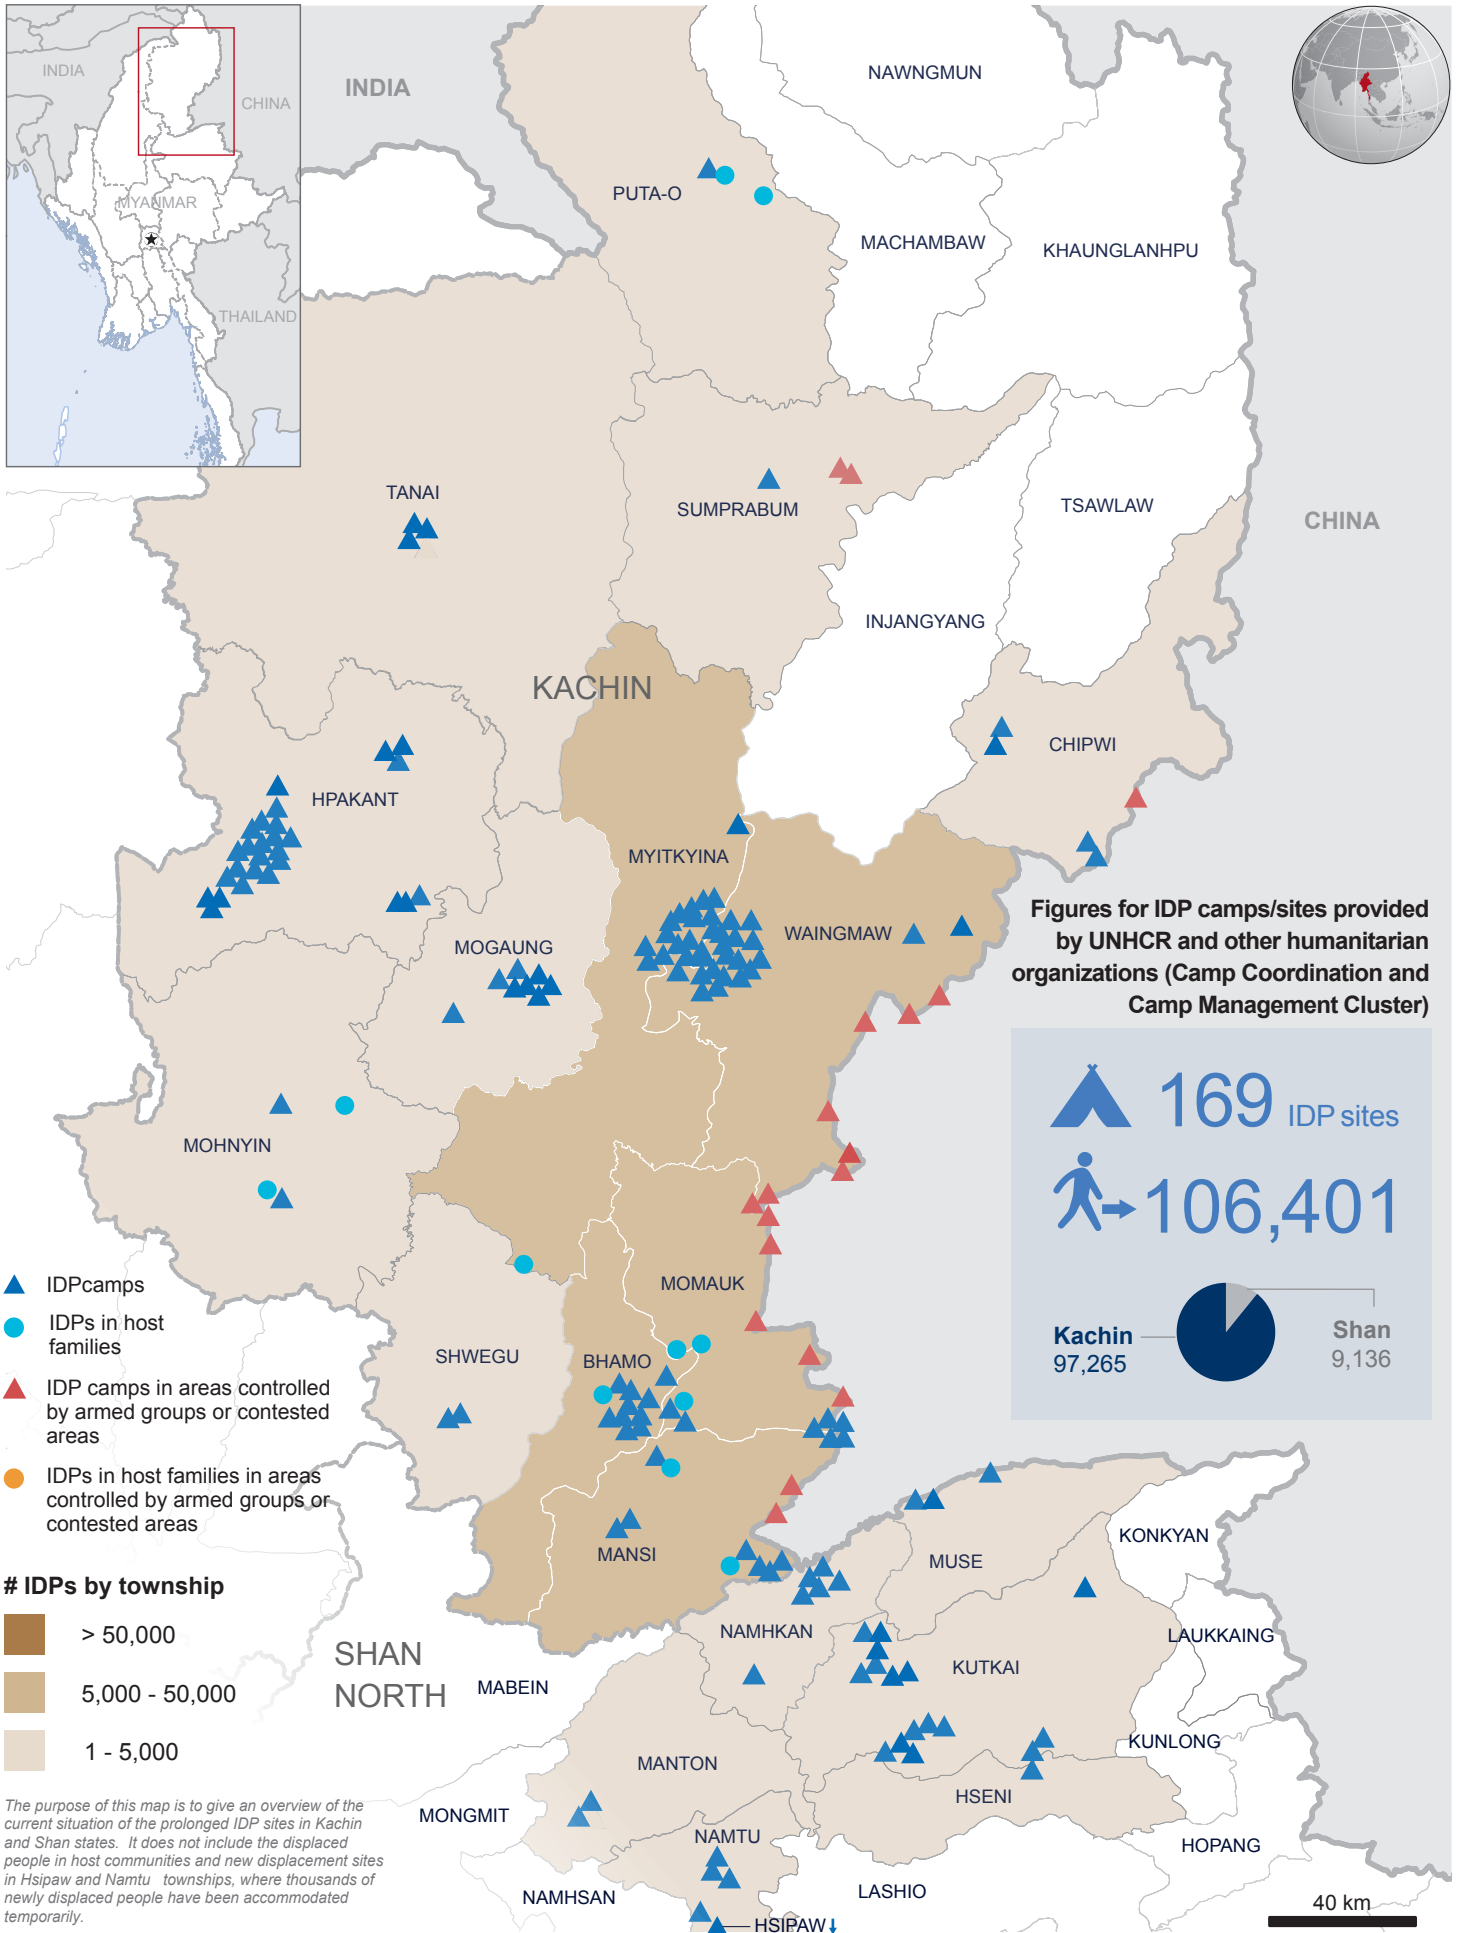 INDIA
CHINA
MYANMAR
THAILAND
INDIA
NAWNGMUN
PUTA-O
MACHAMBAW
KHAUNGLANHPU
TANAI
SUMPRABUM
TSAWLAW
CHINA
INJANGYANG
KACHIN
CHIPWI
HPAKANT
MYITKYINA
WAINGMAW
MOGAUNG
MOHNYIN
MOMAUK
SHWEGU
BHAMO
MANSI
MUSE
KONKYAN
NAMHKAN
KUTKAI
LAUKKAING
SHAN
NORTH
MABEIN
MANTON
KUNLONG
HSENI
MONGMIT
NAMTU
HOPANG
NAMHSAN
LASHIO
HSIPAW
Figures for IDP camps/sites provided
by UNHCR and other humanitarian
organizations (Camp Coordination and
Camp Management Cluster)
169 IDP sites
106,401
Kachin
97,265
Shan
9,136
IDPcamps
IDPs in host
families
IDP camps in areas controlled
by armed groups or contested
areas
IDPs in host families in areas
controlled by armed groups or
contested areas
# IDPs by township
> 50,000
5,000 - 50,000
1 - 5,000
The purpose of this map is to give an overview of the
current situation of the prolonged IDP sites in Kachin
and Shan states. It does not include the displaced
people in host communities and new displacement sites
in Hsipaw and Namtu townships, where thousands of
newly displaced people have been accommodated
temporarily.
40 km